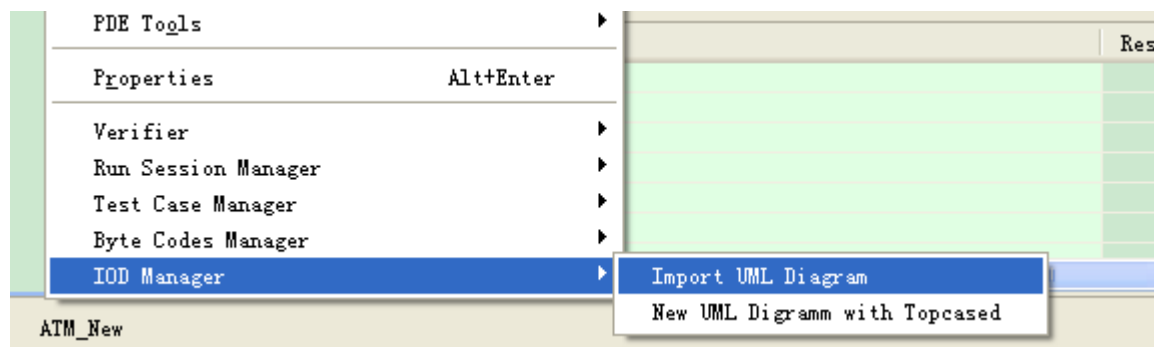 PDE Tools
Res
Properties Alt+Enter
Verifier
Run Session Manager
Test Case Manager
Byte Codes Manager
IOD Manager
Import UML Diagram
New UML Digramm with Topcased
ATM_New